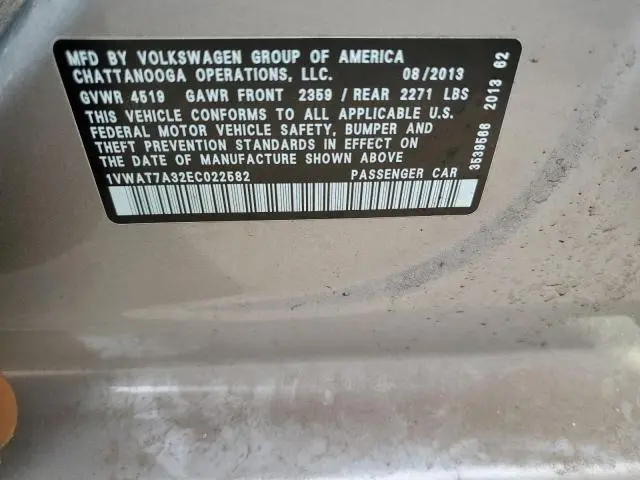 MFD BY VOLKSWAGEN GROUP OF AMERICA
CHATTANOOGA OPERATIONS, LLC. 08/2013
GVWR 4519 GAWR FRONT 2359 / REAR 2271 LBS
THIS VEHICLE CONFORMS TO ALL APPLICABLE U.S.
FEDERAL MOTOR VEHICLE SAFETY, BUMPER AND
THEFT PREVENTION STANDARDS IN EFFECT ON
THE DATE OF MANUFACTURE SHOWN ABOVE
1VWAT7A32EC022582 PASSENGER CAR
3539586 2013 62